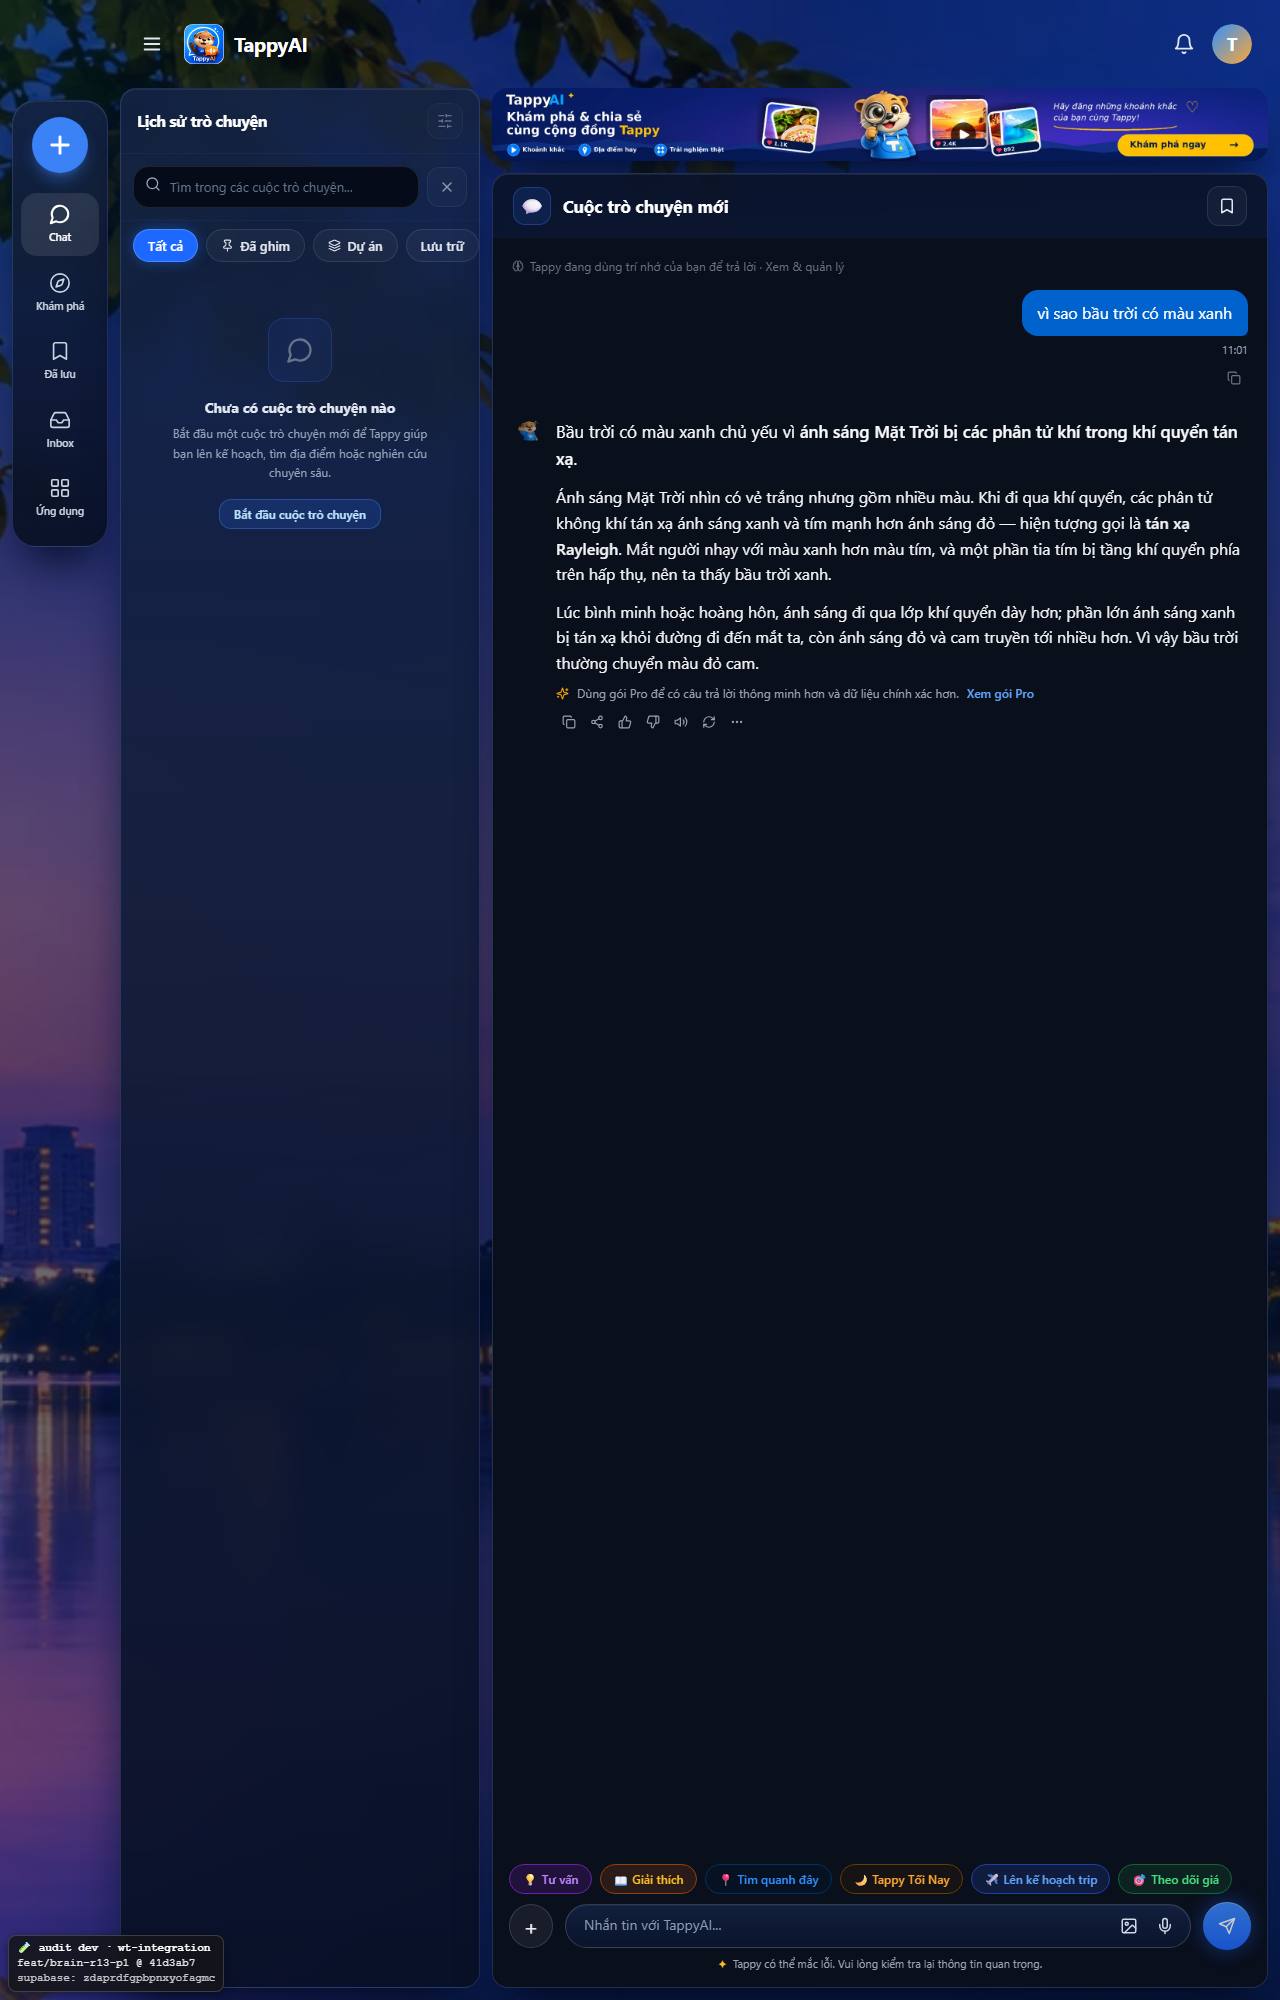 TappyAI
T
Chat
Khám phá
Đã lưu
Inbox
Ứng dụng
Lịch sử trò chuyện
Tìm trong các cuộc trò chuyện...
Tất cả
Đã ghim
Dự án
Lưu trữ
Chưa có cuộc trò chuyện nào
Bắt đầu một cuộc trò chuyện mới để Tappy giúp
bạn lên kế hoạch, tìm địa điểm hoặc nghiên cứu
chuyên sâu.
Bắt đầu cuộc trò chuyện
TappyAI
Khám phá & chia sẻ
cùng cộng đồng Tappy
Khoảnh khắc
Địa điểm hay
Trải nghiệm thật
1.1K
2.4K
892
Hãy đăng những khoảnh khắc
của bạn cùng Tappy!
Khám phá ngay →
Cuộc trò chuyện mới
Tappy đang dùng trí nhớ của bạn để trả lời · Xem & quản lý
vì sao bầu trời có màu xanh
11:01
Bầu trời có màu xanh chủ yếu vì ánh sáng Mặt Trời bị các phân tử khí trong khí quyển tán
xạ.
Ánh sáng Mặt Trời nhìn có vẻ trắng nhưng gồm nhiều màu. Khi đi qua khí quyển, các phân tử
không khí tán xạ ánh sáng xanh và tím mạnh hơn ánh sáng đỏ — hiện tượng gọi là tán xạ
Rayleigh. Mắt người nhạy với màu xanh hơn màu tím, và một phần tia tím bị tầng khí quyển phía
trên hấp thụ, nên ta thấy bầu trời xanh.
Lúc bình minh hoặc hoàng hôn, ánh sáng đi qua lớp khí quyển dày hơn; phần lớn ánh sáng xanh
bị tán xạ khỏi đường đi đến mắt ta, còn ánh sáng đỏ và cam truyền tới nhiều hơn. Vì vậy bầu trời
thường chuyển màu đỏ cam.
Dùng gói Pro để có câu trả lời thông minh hơn và dữ liệu chính xác hơn. Xem gói Pro
Tư vấn
Giải thích
Tìm quanh đây
Tappy Tối Nay
Lên kế hoạch trip
Theo dõi giá
Nhắn tin với TappyAI...
Tappy có thể mắc lỗi. Vui lòng kiểm tra lại thông tin quan trọng.
audit dev · wt-integration
feat/brain-r13-p1 @ 41d3ab7
supabase: zdaprdfgpbpnxyofagmc